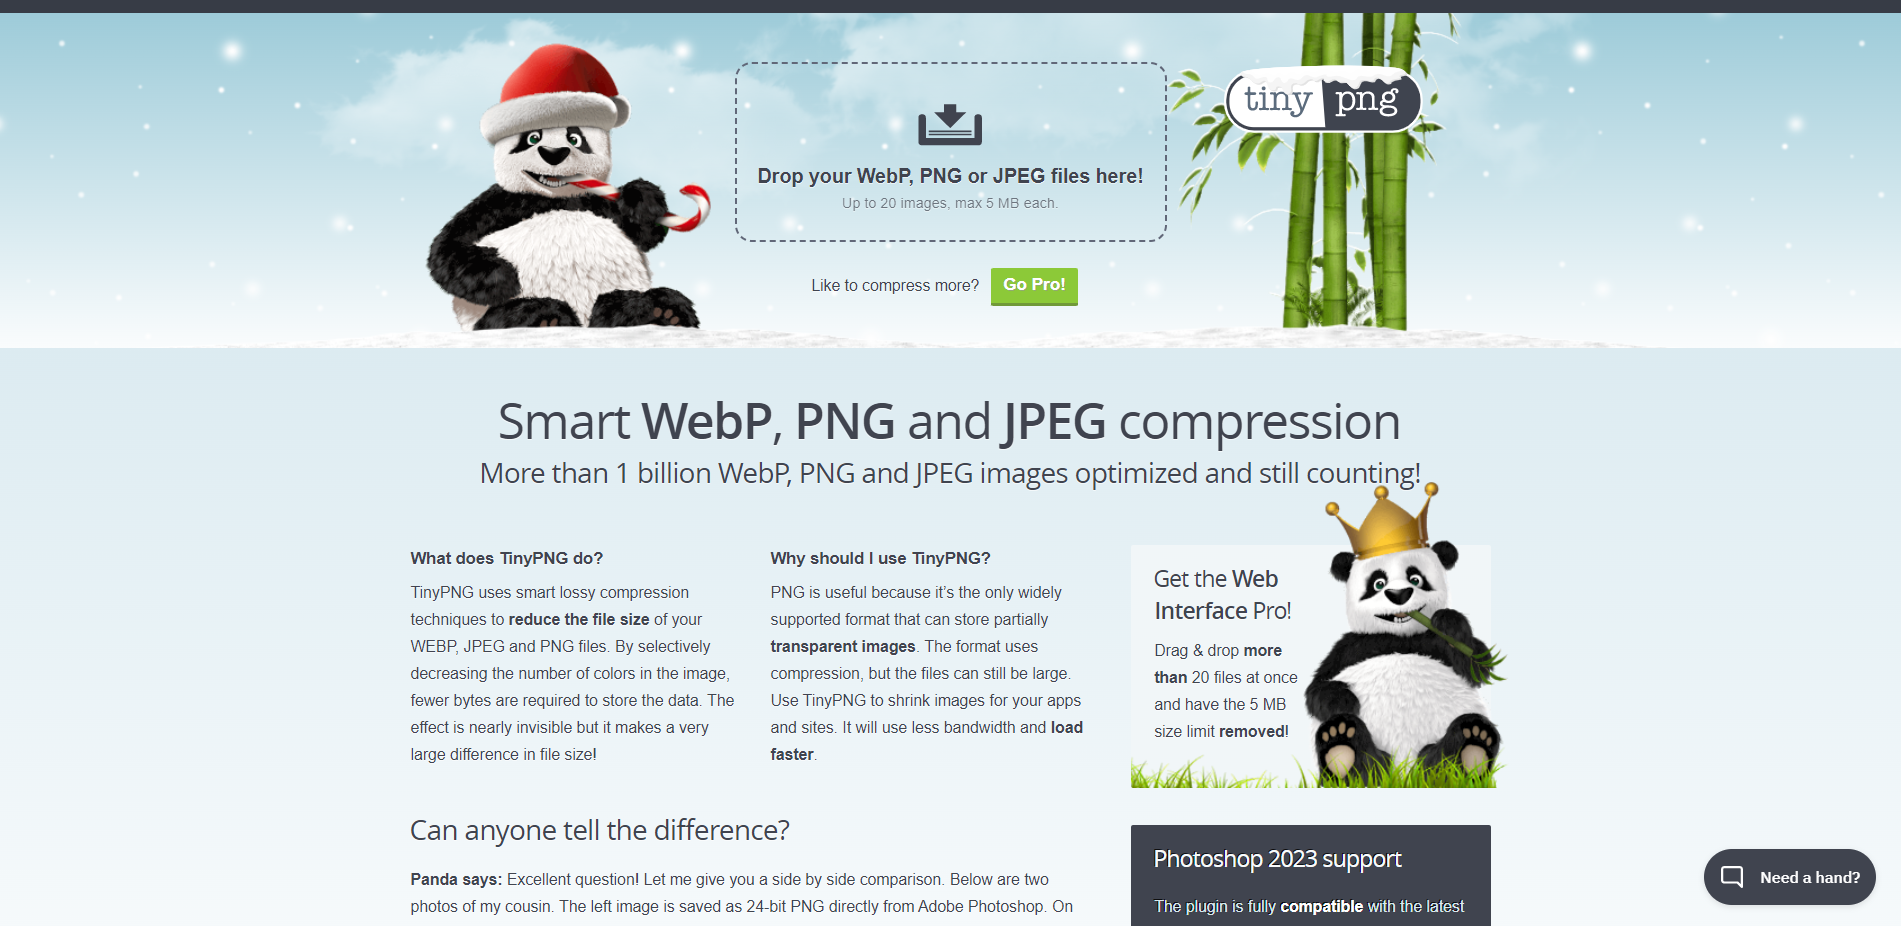 tiny png
Drop your WebP, PNG or JPEG files here!
Up to 20 images, max 5 MB each.
Like to compress more? Go Pro!
Smart WebP, PNG and JPEG compression
More than 1 billion WebP, PNG and JPEG images optimized and still counting!
What does TinyPNG do?
TinyPNG uses smart lossy compression
techniques to reduce the file size of your
WEBP, JPEG and PNG files. By selectively
decreasing the number of colors in the image,
fewer bytes are required to store the data. The
effect is nearly invisible but it makes a very
large difference in file size!
Why should I use TinyPNG?
PNG is useful because it’s the only widely
supported format that can store partially
transparent images. The format uses
compression, but the files can still be large.
Use TinyPNG to shrink images for your apps
and sites. It will use less bandwidth and load
faster.
Get the Web
Interface Pro!
Drag & drop more
than 20 files at once
and have the 5 MB
size limit removed!
Can anyone tell the difference?
Panda says: Excellent question! Let me give you a side by side comparison. Below are two
photos of my cousin. The left image is saved as 24-bit PNG directly from Adobe Photoshop. On
Photoshop 2023 support
The plugin is fully compatible with the latest
Need a hand?